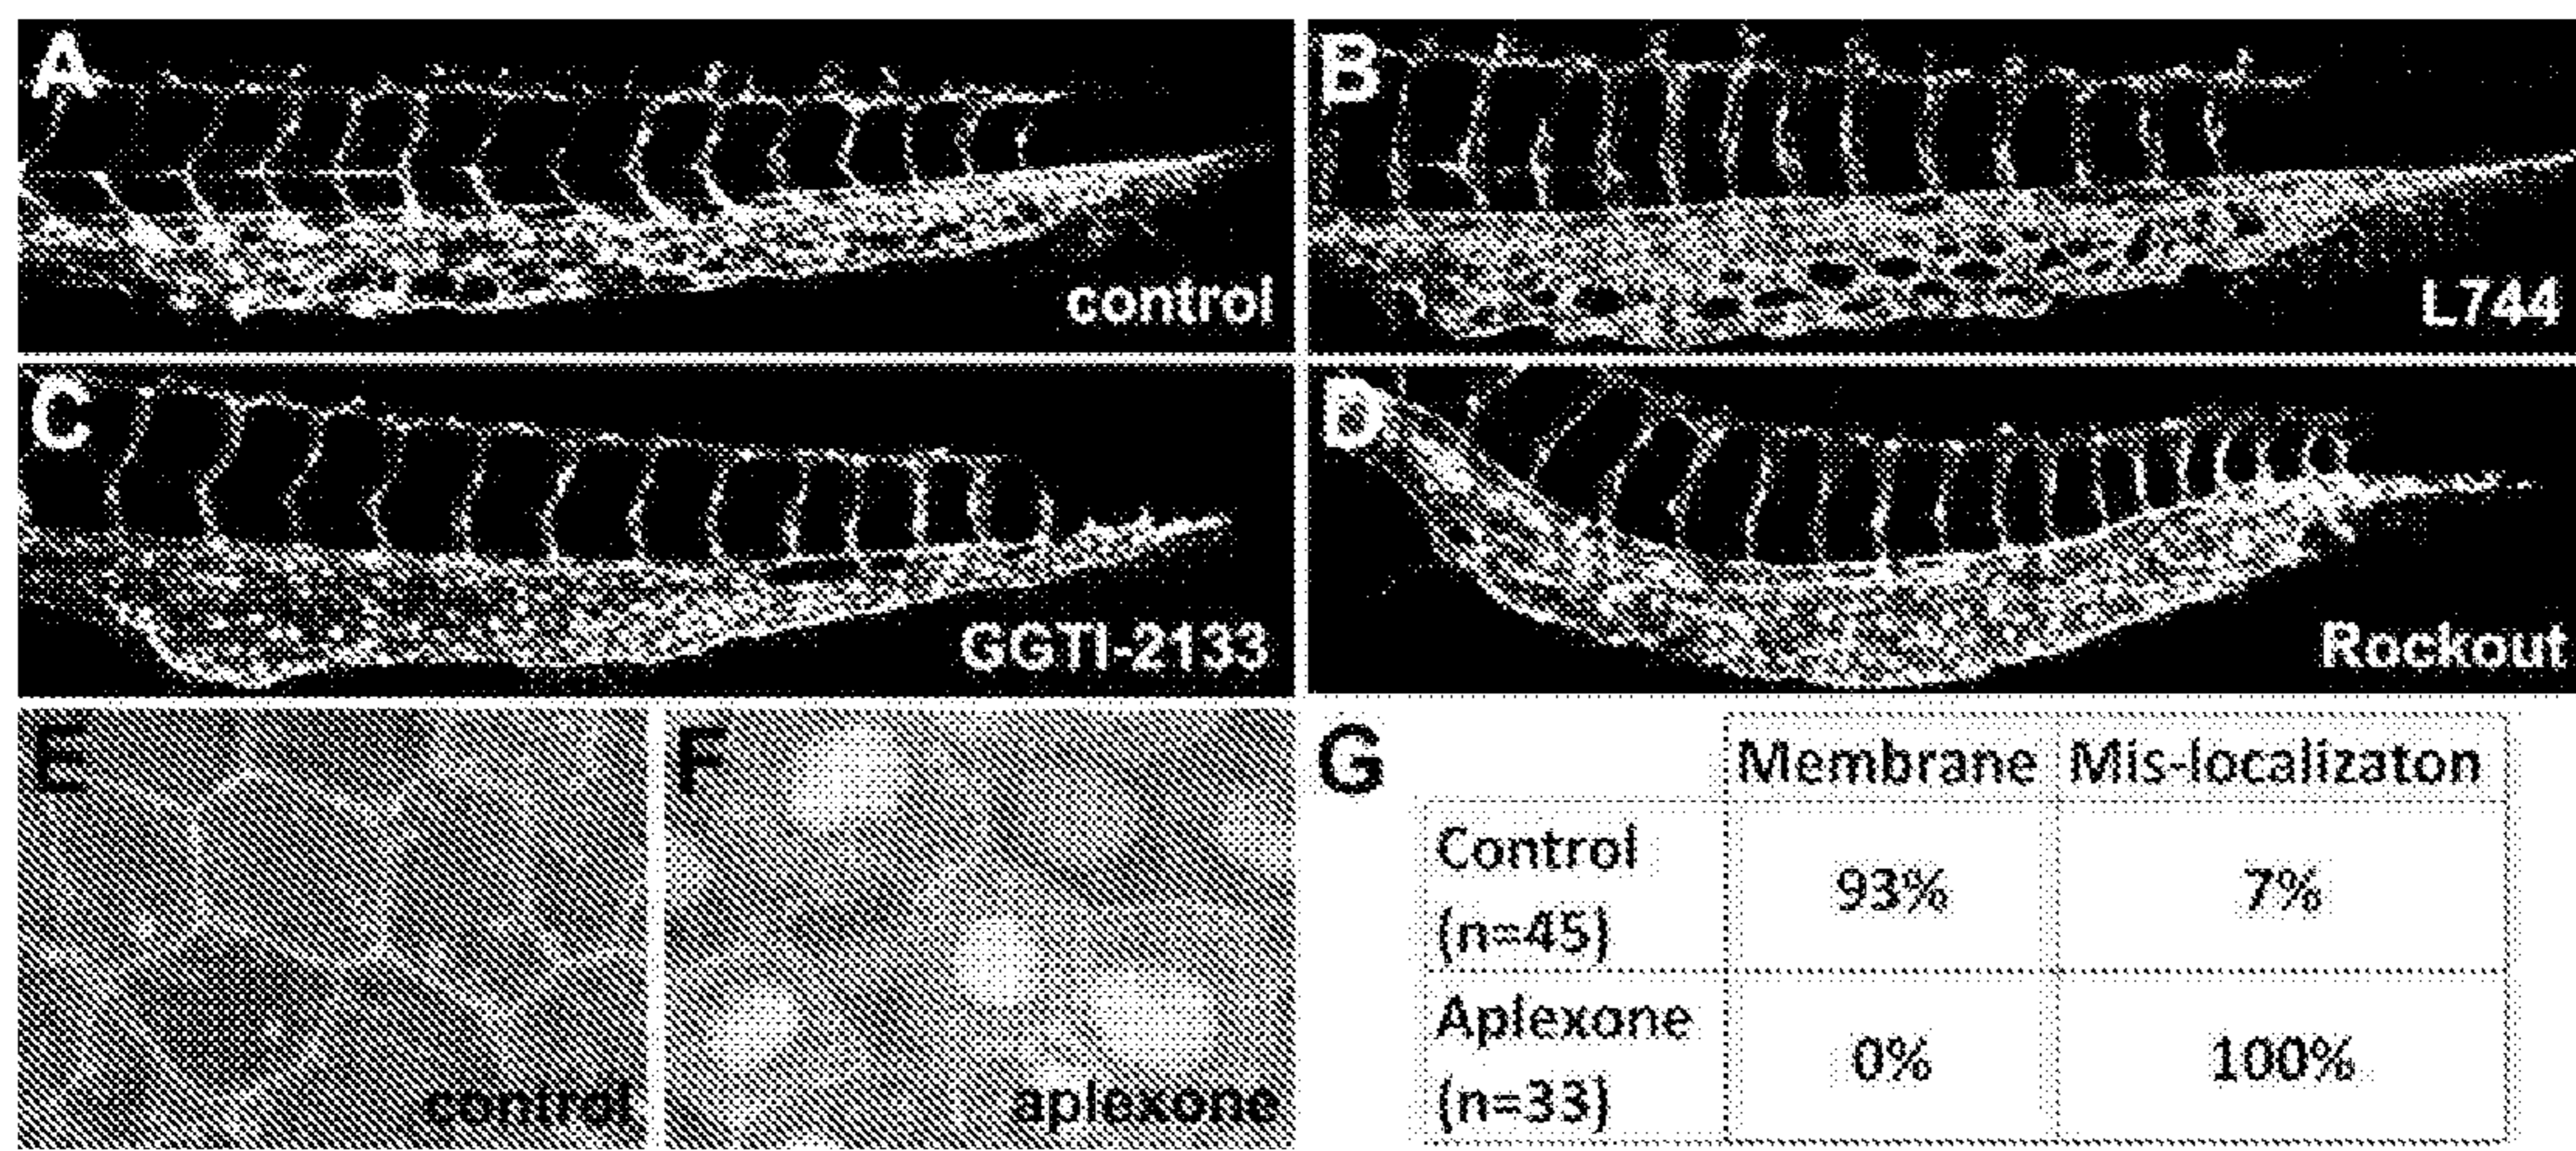 A
control
B
L744
C
GGTI-2133
D
Rockout
E
control
F
aplexone
G
Membrane Mis-localizaton
Control
(n=45)
93% 7%
Aplexone
(n=33)
0% 100%